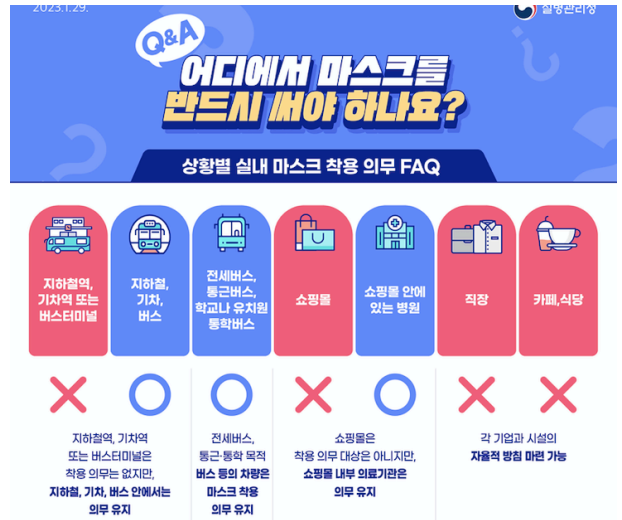 2023.1.29.
질병관리청
Q&A
어디에서 마스크를
반드시 써야 하나요?
상황별 실내 마스크 착용 의무 FAQ
지하철역,
기차역 또는
버스터미널
지하철,
기차,
버스
전세버스,
통근버스,
학교나 유치원
통학버스
쇼핑몰
쇼핑몰 안에
있는 병원
직장
카페,식당
지하철역, 기차역
또는 버스터미널은
착용 의무는 없지만,
지하철, 기차, 버스 안에서는
의무 유지
전세버스,
통근·통학 목적
버스 등의 차량은
마스크 착용
의무 유지
쇼핑몰은
착용 의무 대상은 아니지만,
쇼핑몰 내부 의료기관은
의무 유지
각 기업과 시설의
자율적 방침 마련 가능